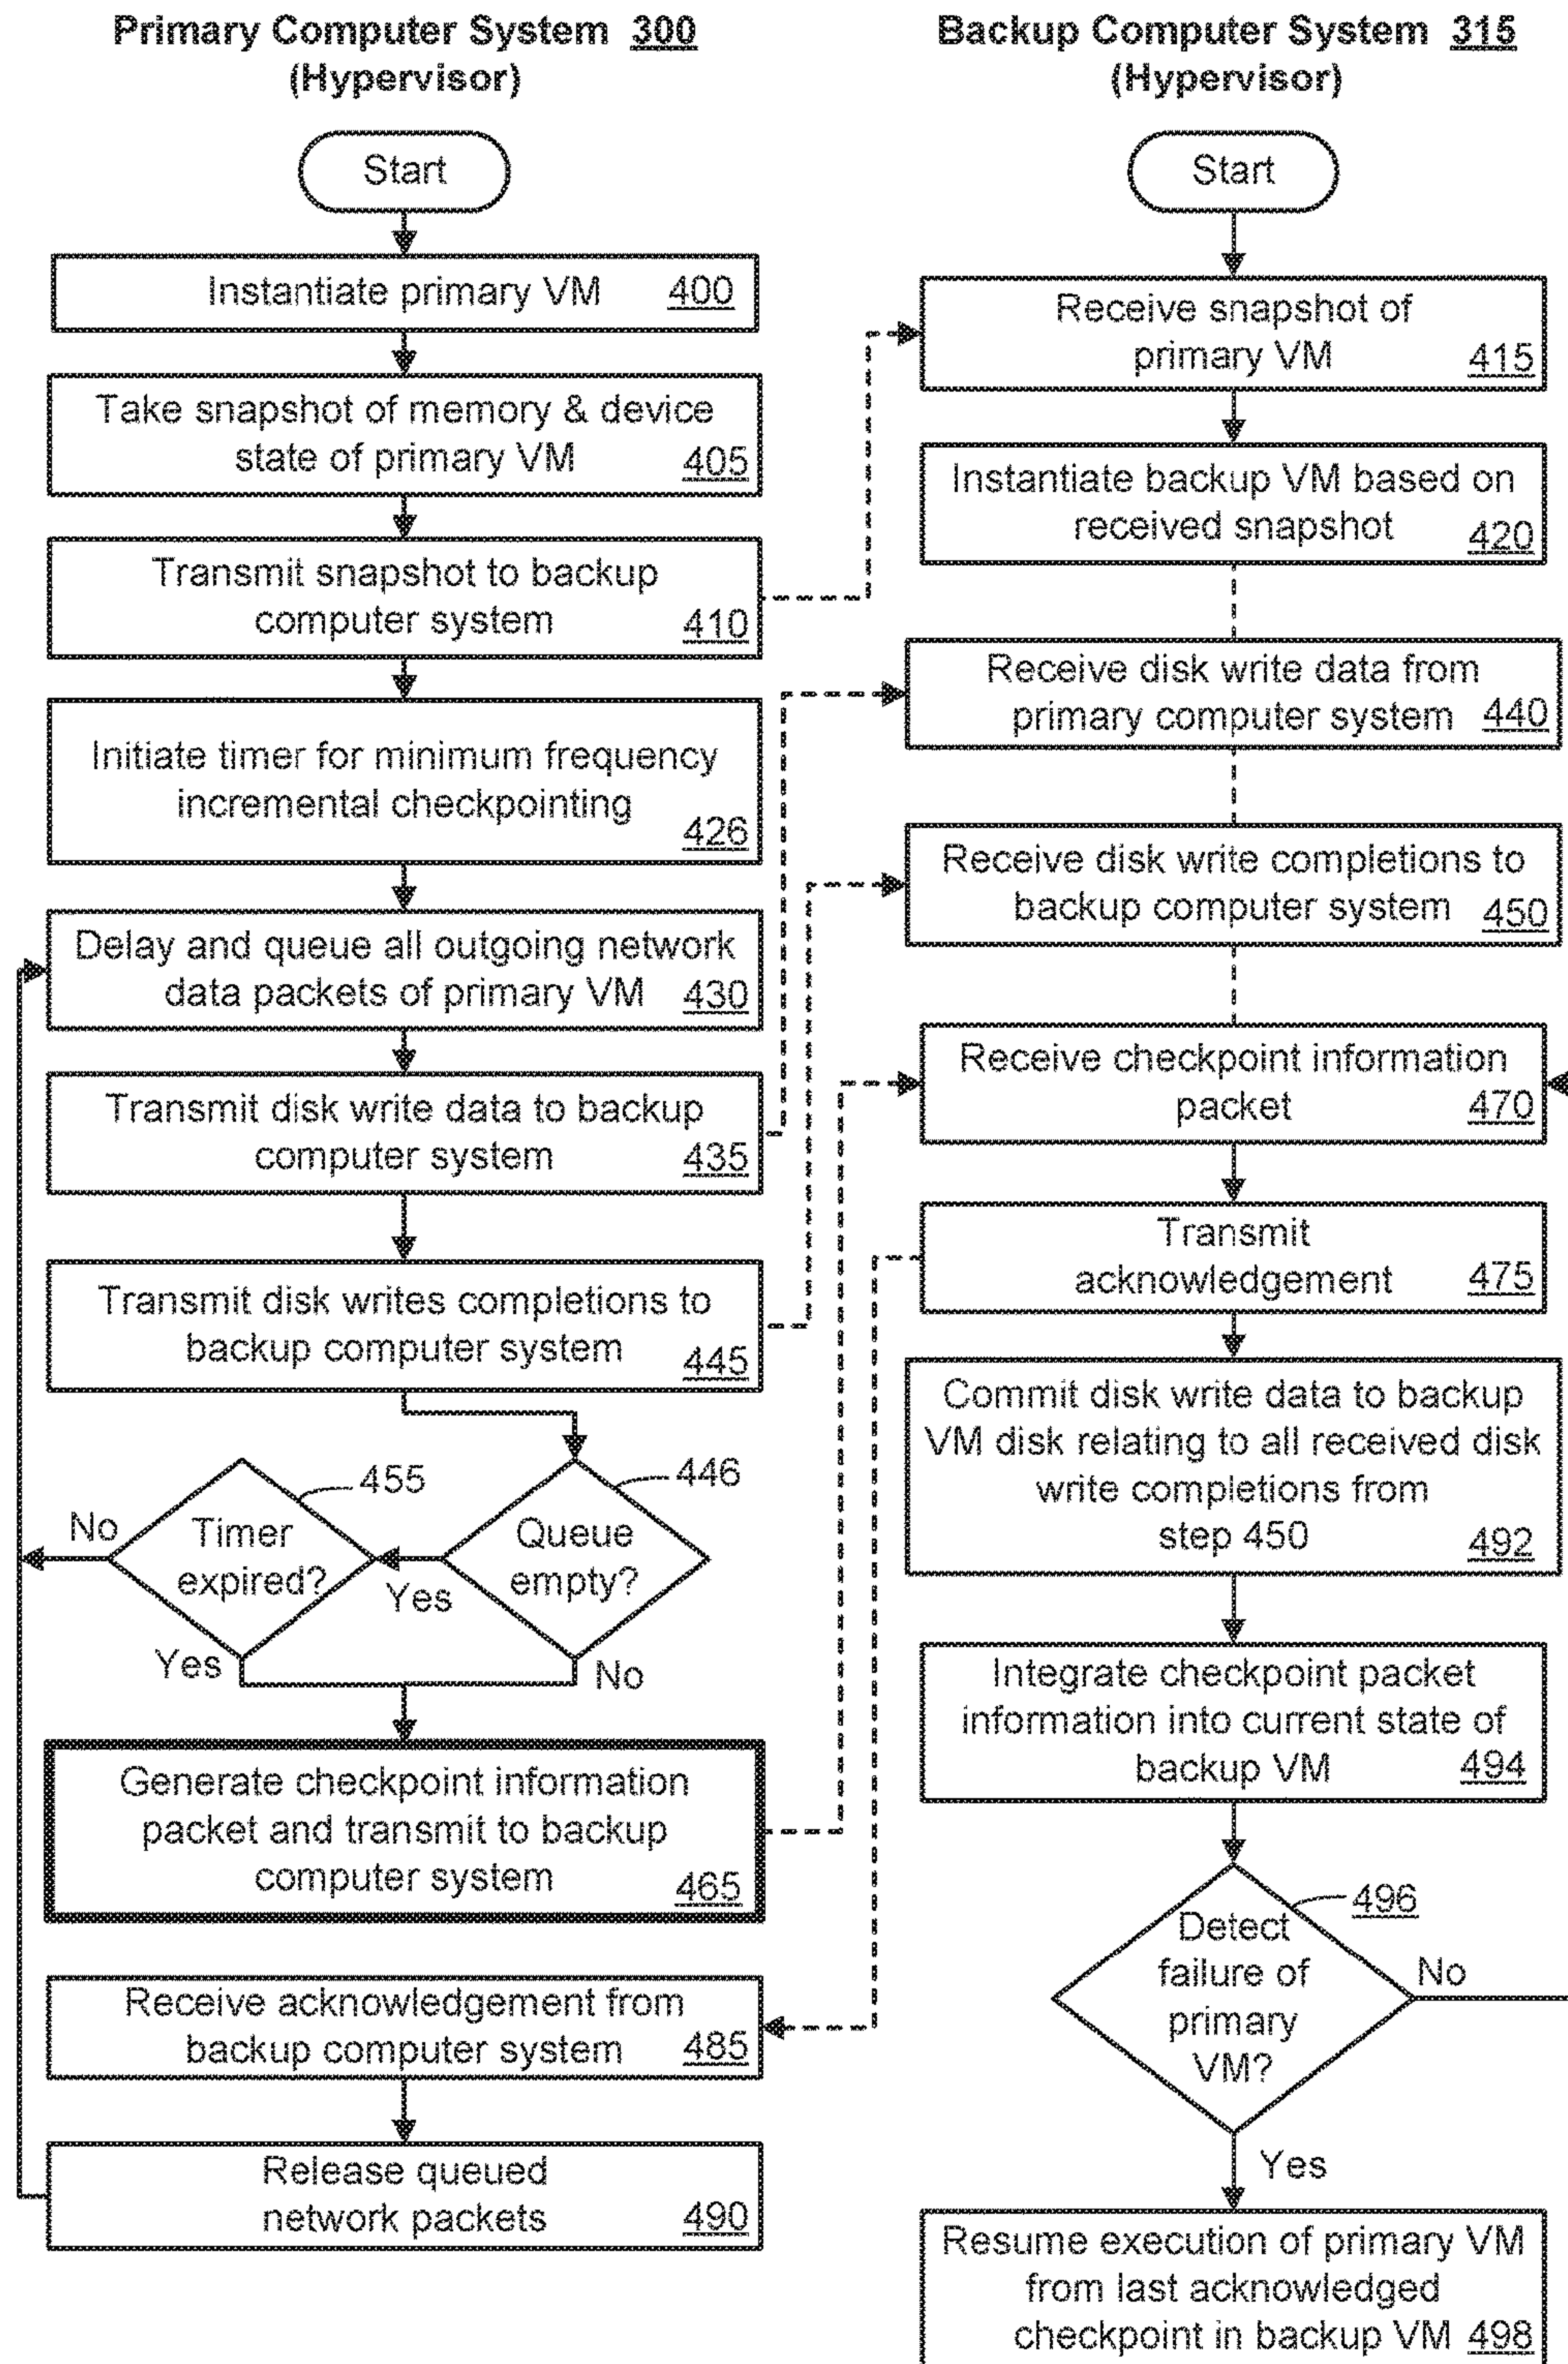 Primary Computer System 300
(Hypervisor)
Start
Instantiate primary VM 400
Take snapshot of memory & device
state of primary VM 405
Transmit snapshot to backup
computer system 410
Initiate timer for minimum frequency
incremental checkpointing
426
Delay and queue all outgoing network
data packets of primary VM 430
Transmit disk write data to backup
computer system 435
Transmit disk writes completions to
backup computer system 445
455
446
No
Timer
expired?
Yes
Queue
empty?
Yes
No
Generate checkpoint information
packet and transmit to backup
computer system 465
Receive acknowledgement from
backup computer system 485
Release queued
network packets 490
Backup Computer System 315
(Hypervisor)
Start
Receive snapshot of
primary VM 415
Instantiate backup VM based on
received snapshot 420
Receive disk write data from
primary computer system 440
Receive disk write completions to
backup computer system 450
Receive checkpoint information
packet 470
Transmit
acknowledgement 475
Commit disk write data to backup
VM disk relating to all received disk
write completions from
step 450 492
Integrate checkpoint packet
information into current state of
backup VM 494
496
Detect
failure of
primary
VM?
No
Yes
Resume execution of primary VM
from last acknowledged
checkpoint in backup VM 498